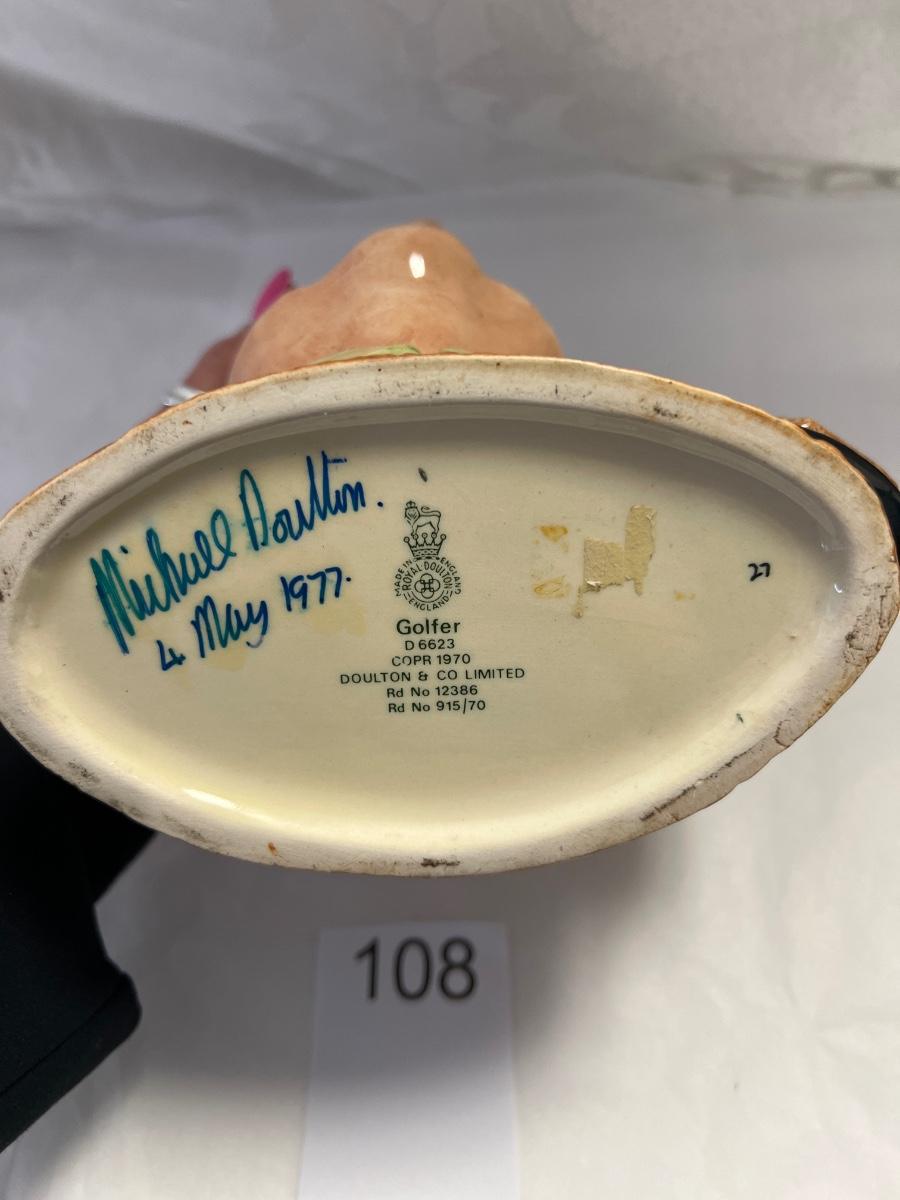 Michael Doulton.
4 May 1977.
MADE IN ENGLAND
ROYAL DOULTON
ENGLAND
Golfer
D 6623
COPR 1970
DOULTON & CO LIMITED
Rd No 12386
Rd No 915/70
27
108